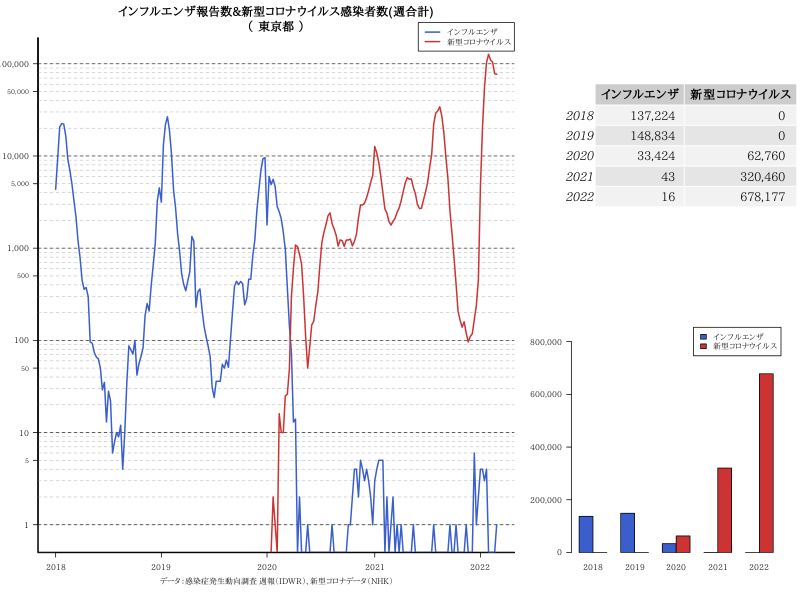 インフルエンザ報告数&新型コロナウイルス感染者数(週合計)
( 東京都 )
インフルエンザ
新型コロナウイルス
00,000
50,000
10,000
5,000
1,000
500
100
50
10
5
1
2018 2019 2020 2021 2022
データ:感染症発生動向調査 週報(IDWR)、新型コロナデータ(NHK)
インフルエンザ 新型コロナウイルス
2018 137,224 0
2019 148,834 0
2020 33,424 62,760
2021 43 320,460
2022 16 678,177
インフルエンザ
新型コロナウイルス
800,000
600,000
400,000
200,000
0
2018 2019 2020 2021 2022